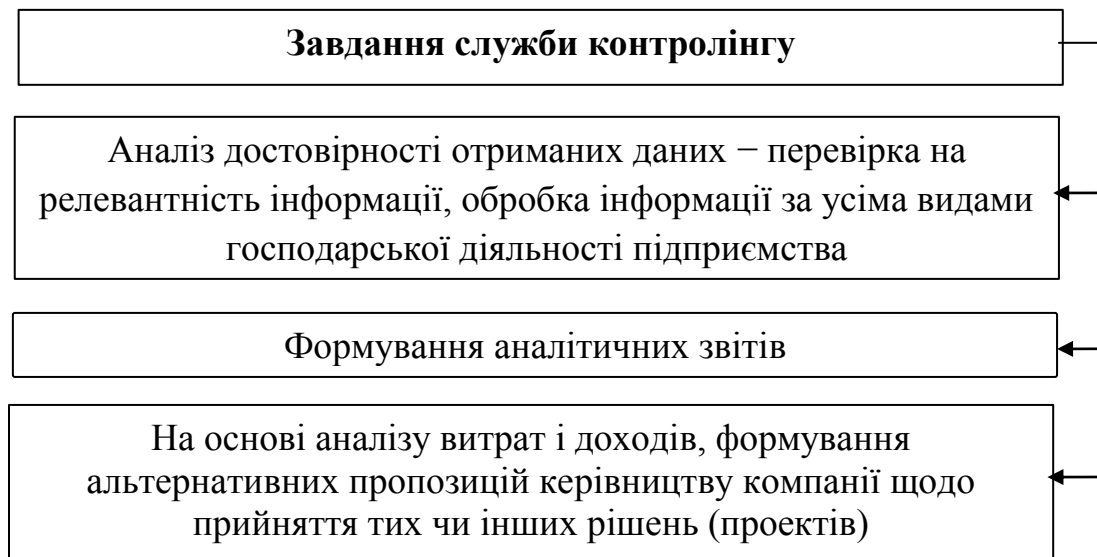 Завдання служби контролінгу
Аналіз достовірності отриманих даних − перевірка на
релевантність інформації, обробка інформації за усіма видами
господарської діяльності підприємства
Формування аналітичних звітів
На основі аналізу витрат і доходів, формування
альтернативних пропозицій керівництву компанії щодо
прийняття тих чи інших рішень (проектів)